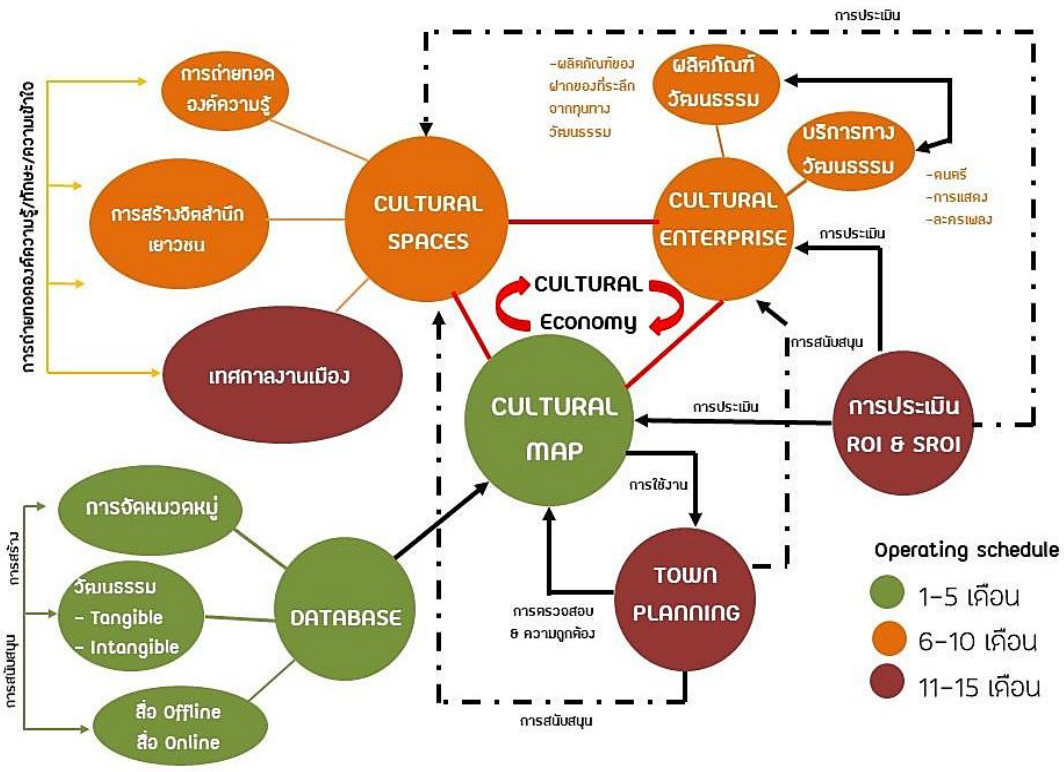 การประเมิน
การถ่ายทอด
องค์ความรู้
-ผลิตภัณฑ์ของ
ฝากของที่ระลึก
จากทุนทาง
วัฒนธรรม
ผลิตภัณฑ์
วัฒนธรรม
บริการทาง
วัฒนธรรม
-ดนตรี
-การแสดง
-ละครเพลง
การถ่ายทอดองค์ความรู้/ทักษะ/ความเข้าใจ
การสร้างจิตสำนึก
เยาวชน
CULTURAL
SPACES
CULTURAL
ENTERPRISE
การประเมิน
CULTURAL
Economy
การสนับสนุน
เทศกาลงานเมือง
CULTURAL
MAP
การประเมิน
การประเมิน
ROI & SROI
การใช้งาน
การจัดหมวดหมู่
การสร้าง
วัฒนธรรม
- Tangible
- Intangible
DATABASE
TOWN
PLANNING
การตรวจสอบ
& ความถูกต้อง
การสนับสนุน
สื่อ Offline
สื่อ Online
การสนับสนุน
Operating schedule
1-5 เดือน
6-10 เดือน
11-15 เดือน